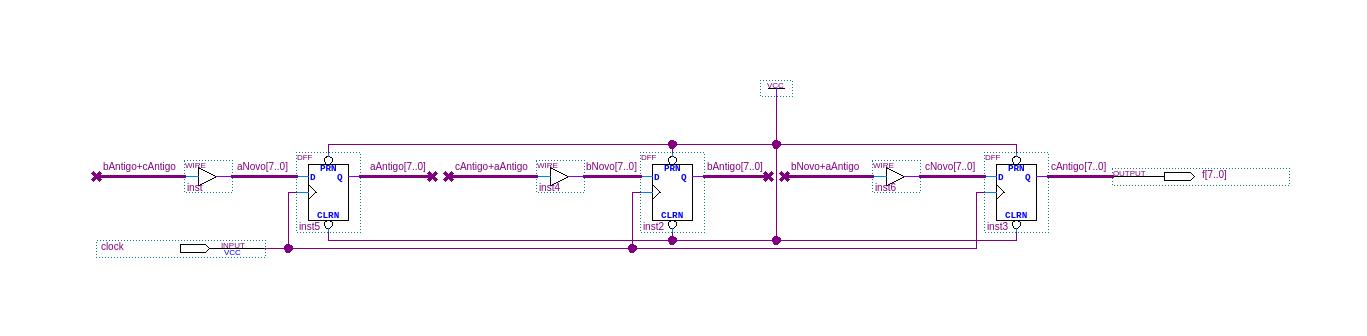 VCC
bAntigo+cAntigo
WIRE
inst
aNovo[7..0]
DFF
PRN
D
Q
CLRN
inst5
aAntigo[7..0]
cAntigo+aAntigo
WIRE
inst4
bNovo[7..0]
DFF
PRN
D
Q
CLRN
inst2
bAntigo[7..0]
bNovo+aAntigo
WIRE
inst6
cNovo[7..0]
DFF
PRN
D
Q
CLRN
inst3
cAntigo[7..0]
OUTPUT
f[7..0]
clock
INPUT
VCC